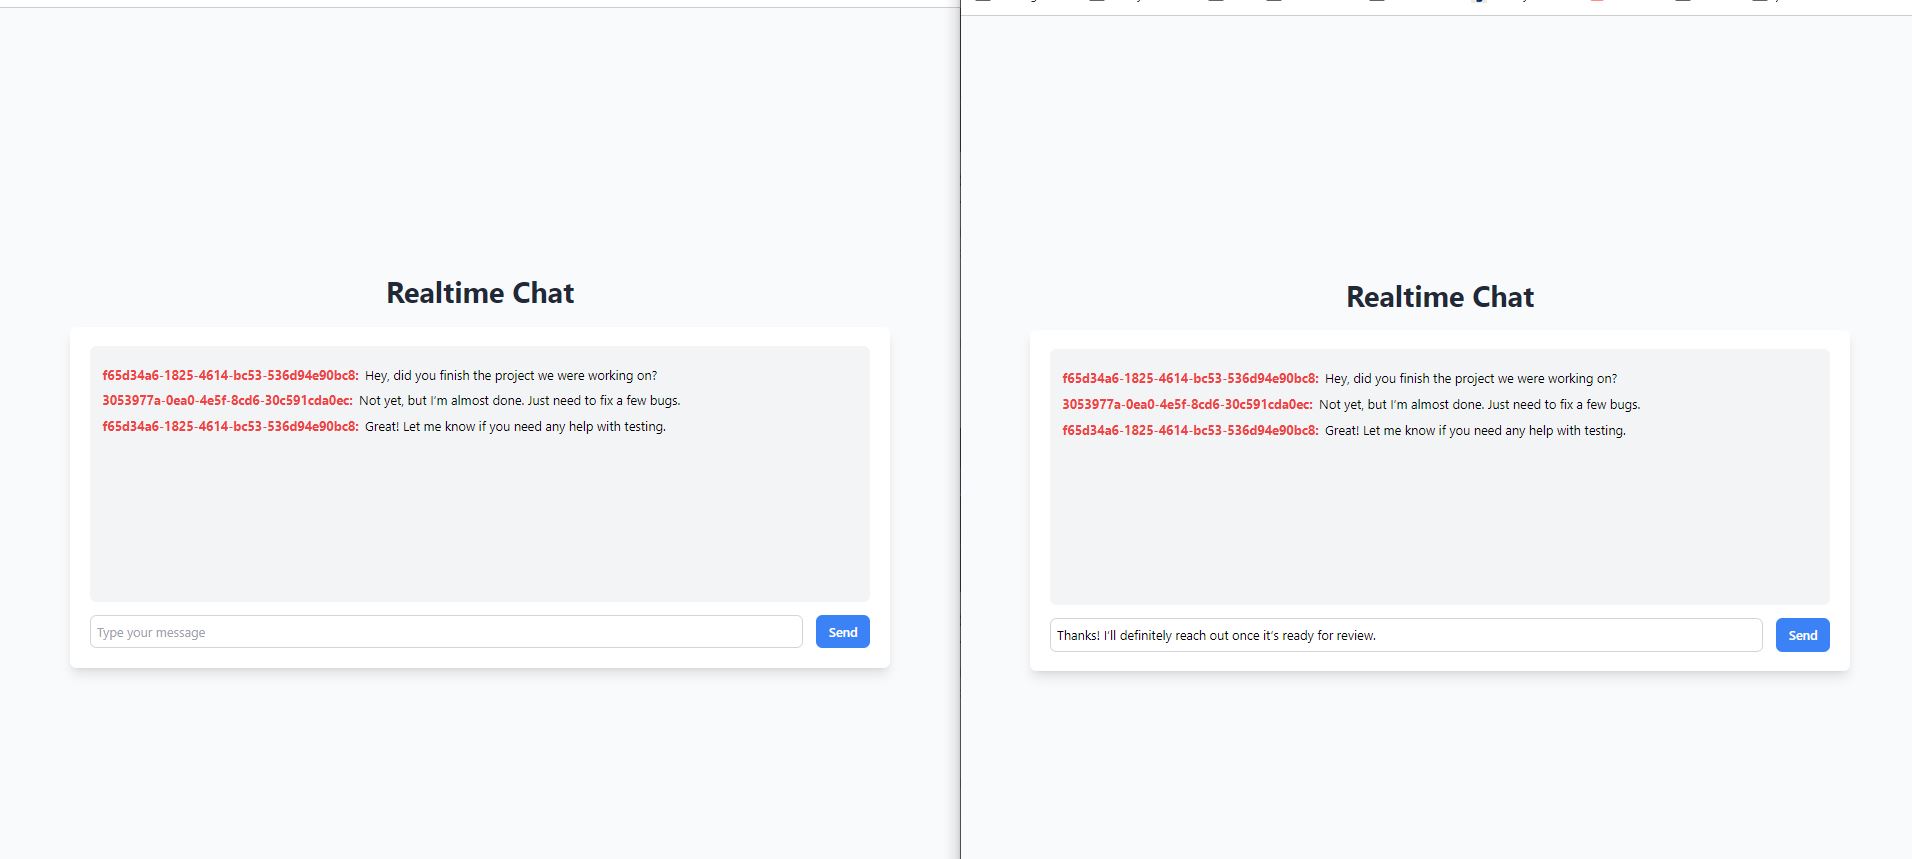 Realtime Chat
f65d34a6-1825-4614-bc53-536d94e90bc8: Hey, did you finish the project we were working on?
3053977a-0ea0-4e5f-8cd6-30c591cda0ec: Not yet, but I'm almost done. Just need to fix a few bugs.
f65d34a6-1825-4614-bc53-536d94e90bc8: Great! Let me know if you need any help with testing.
Type your message
Send
Realtime Chat
f65d34a6-1825-4614-bc53-536d94e90bc8: Hey, did you finish the project we were working on?
3053977a-0ea0-4e5f-8cd6-30c591cda0ec: Not yet, but I'm almost done. Just need to fix a few bugs.
f65d34a6-1825-4614-bc53-536d94e90bc8: Great! Let me know if you need any help with testing.
Thanks! I'll definitely reach out once it's ready for review.
Send